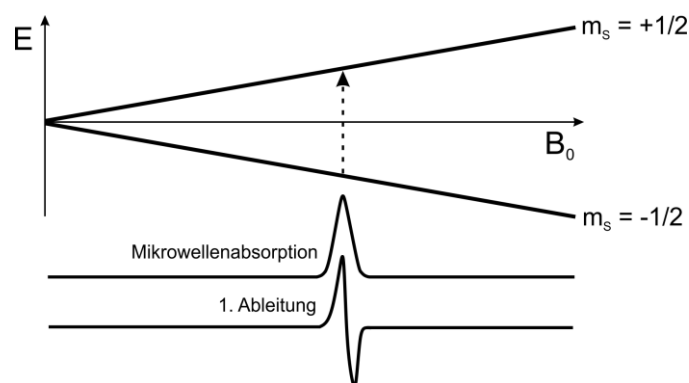 E
mₛ = +1/2
B₀
mₛ = -1/2
Mikrowellenabsorption
1. Ableitung